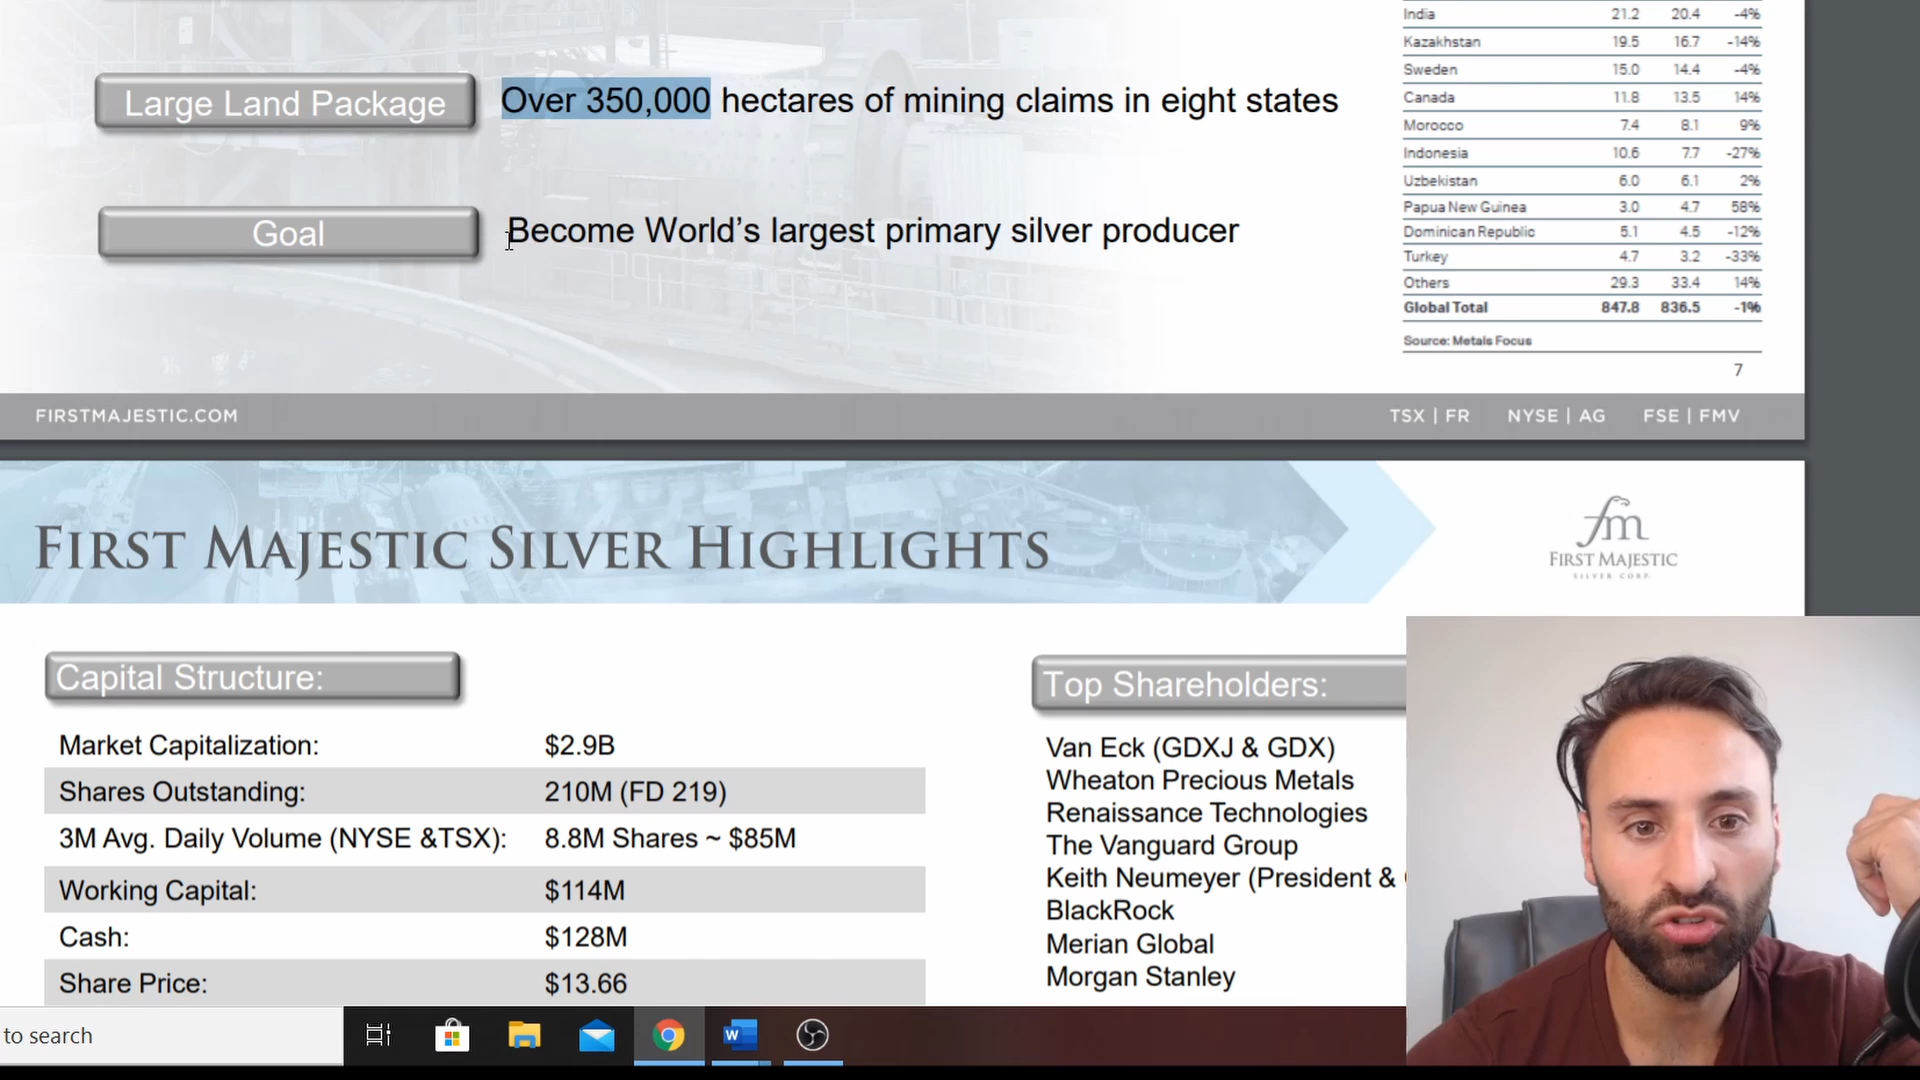 India 21.2 20.4 -4%
Kazakhstan 19.5 16.7 -14%
Sweden 15.0 14.4 -4%
Canada 11.8 13.5 14%
Morocco 7.4 8.1 9%
Indonesia 10.6 7.7 -27%
Uzbekistan 6.0 6.1 2%
Papua New Guinea 3.0 4.7 58%
Dominican Republic 5.1 4.5 -12%
Turkey 4.7 3.2 -33%
Others 29.3 33.4 14%
Global Total 847.8 836.5 -1%
Source: Metals Focus
Large Land Package Over 350,000 hectares of mining claims in eight states
Goal Become World’s largest primary silver producer
7
FIRSTMAJESTIC.COM TSX | FR NYSE | AG FSE | FMV
FIRST MAJESTIC SILVER HIGHLIGHTS
fm
FIRST MAJESTIC
SILVER CORP.
Capital Structure:
Market Capitalization: $2.9B
Shares Outstanding: 210M (FD 219)
3M Avg. Daily Volume (NYSE &TSX): 8.8M Shares ~ $85M
Working Capital: $114M
Cash: $128M
Share Price: $13.66
Top Shareholders:
Van Eck (GDXJ & GDX)
Wheaton Precious Metals
Renaissance Technologies
The Vanguard Group
Keith Neumeyer (President &
BlackRock
Merian Global
Morgan Stanley
to search
W